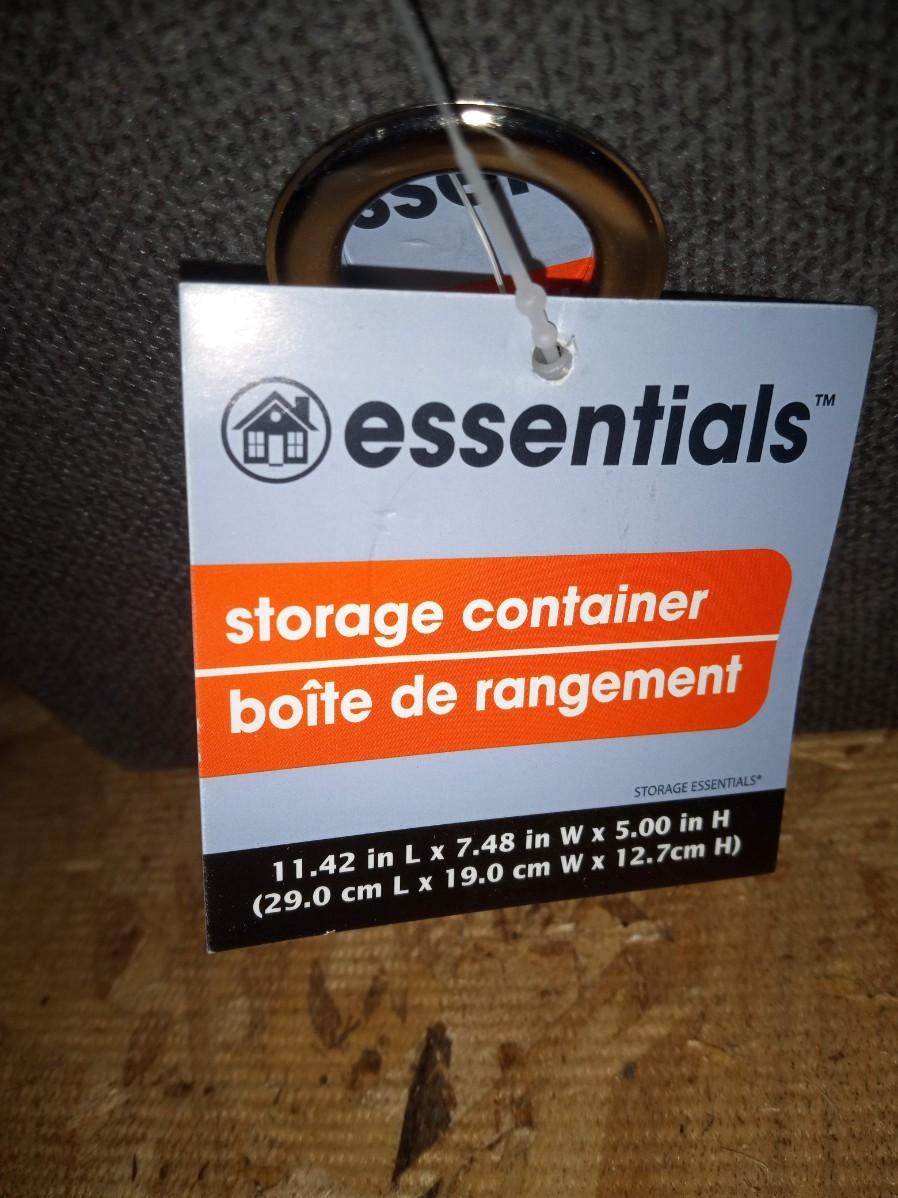 essentials™
storage container
boîte de rangement
STORAGE ESSENTIALS®
11.42 in L x 7.48 in W x 5.00 in H
(29.0 cm L x 19.0 cm W x 12.7cm H)